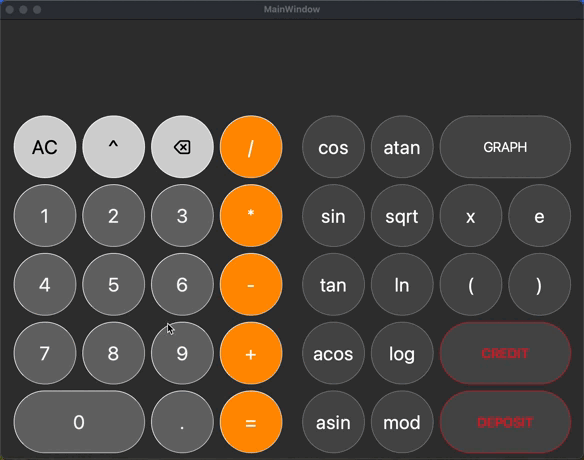 MainWindow
AC ^ ⌫ / cos atan GRAPH
1 2 3 * sin sqrt x e
4 5 6 - tan ln ( )
7 8 9 + acos log CREDIT
0 . = asin mod DEPOSIT